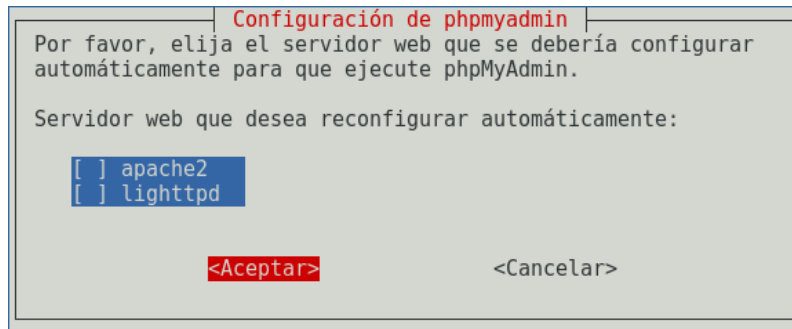 Configuración de phpmyadmin
Por favor, elija el servidor web que se debería configurar
automáticamente para que ejecute phpMyAdmin.
Servidor web que desea reconfigurar automáticamente:
[ ] apache2
[ ] lighttpd
<Aceptar> <Cancelar>